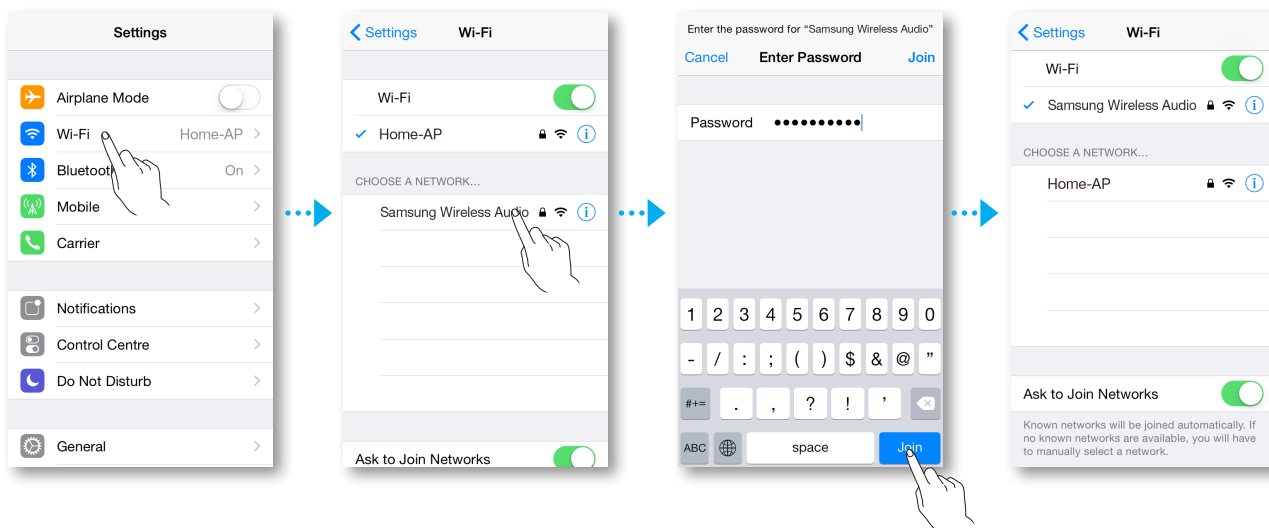 Settings
Airplane Mode
Wi-Fi Home-AP
Bluetoot On
Mobile
Carrier
Notifications
Control Centre
Do Not Disturb
General
Settings Wi-Fi
Wi-Fi
Home-AP
CHOOSE A NETWORK...
Samsung Wireless Audio
Ask to Join Networks
Enter the password for “Samsung Wireless Audio”
Cancel Enter Password Join
Password ●●●●●●●●●●
1 2 3 4 5 6 7 8 9 0
- / : ; ( ) $ & @ ”
#+= . , ? ! ’
ABC space Join
Settings Wi-Fi
Wi-Fi
Samsung Wireless Audio
CHOOSE A NETWORK...
Home-AP
Ask to Join Networks
Known networks will be joined automatically. If
no known networks are available, you will have
to manually select a network.